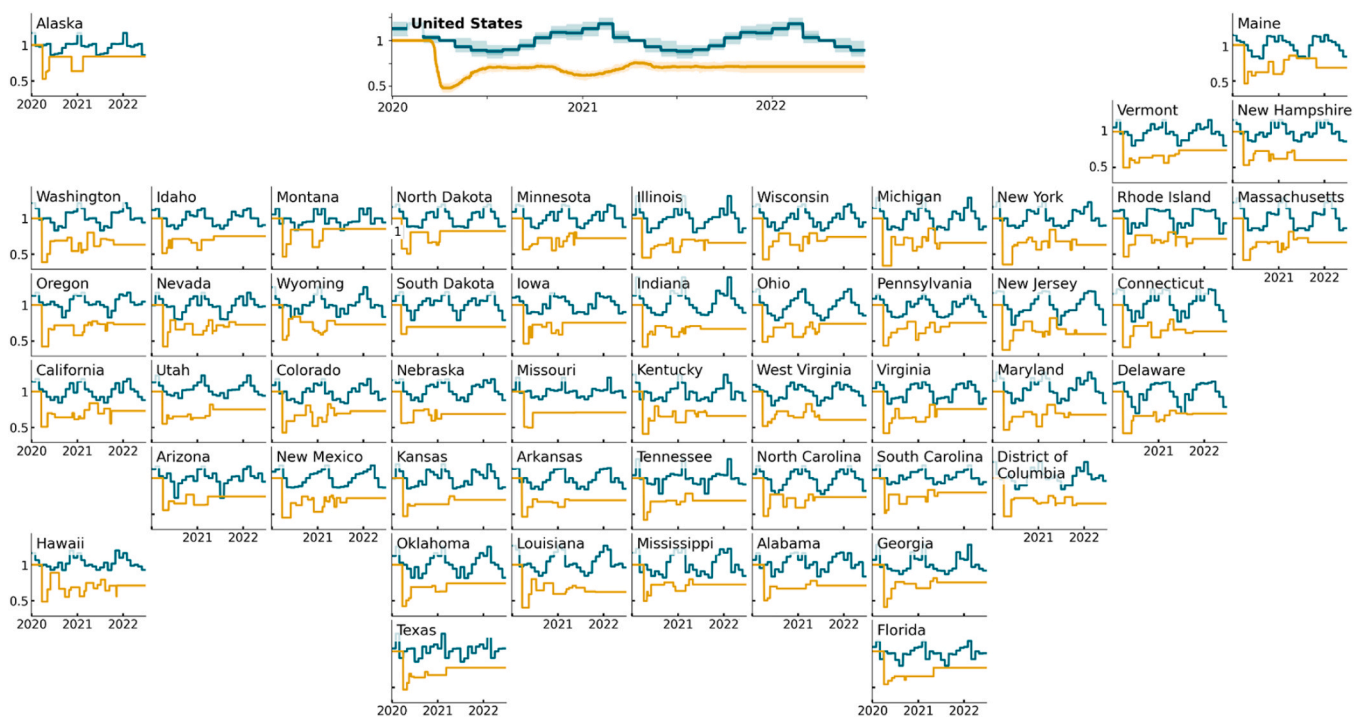 Alaska
1
0.5
2020 2021 2022
United States
1
0.5
2020 2021 2022
Maine
1
0.5
Vermont
1
0.5
New Hampshire
Washington Idaho Montana North Dakota Minnesota Illinois Wisconsin Michigan New York Rhode Island Massachusetts
1
0.5
1
2021 2022
Oregon Nevada Wyoming South Dakota Iowa Indiana Ohio Pennsylvania New Jersey Connecticut
1
0.5
California Utah Colorado Nebraska Missouri Kentucky West Virginia Virginia Maryland Delaware
1
0.5
2020 2021 2022
2021 2022
Arizona New Mexico Kansas Arkansas Tennessee North Carolina South Carolina District of
Columbia
2021 2022
2021 2022
2021 2022
Hawaii
1
0.5
2020 2021 2022
Oklahoma Louisiana Mississippi Alabama Georgia
1
0.5
2021 2022
2021 2022
2021 2022
Texas Florida
2020 2021 2022
2020 2021 2022